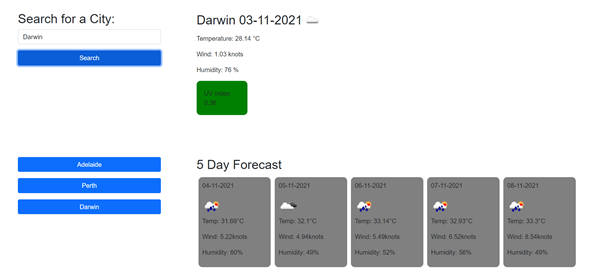 Search for a City:
Darwin
Search
Adelaide
Perth
Darwin
Darwin 03-11-2021
Temperature: 28.14 °C
Wind: 1.03 knots
Humidity: 76 %
UV Index:
0.36
5 Day Forecast
04-11-2021
Temp: 31.68°C
Wind: 5.22knots
Humidity: 60%
05-11-2021
Temp: 32.1°C
Wind: 4.94knots
Humidity: 49%
06-11-2021
Temp: 33.14°C
Wind: 5.49knots
Humidity: 52%
07-11-2021
Temp: 32.93°C
Wind: 6.52knots
Humidity: 56%
08-11-2021
Temp: 33.3°C
Wind: 8.54knots
Humidity: 49%